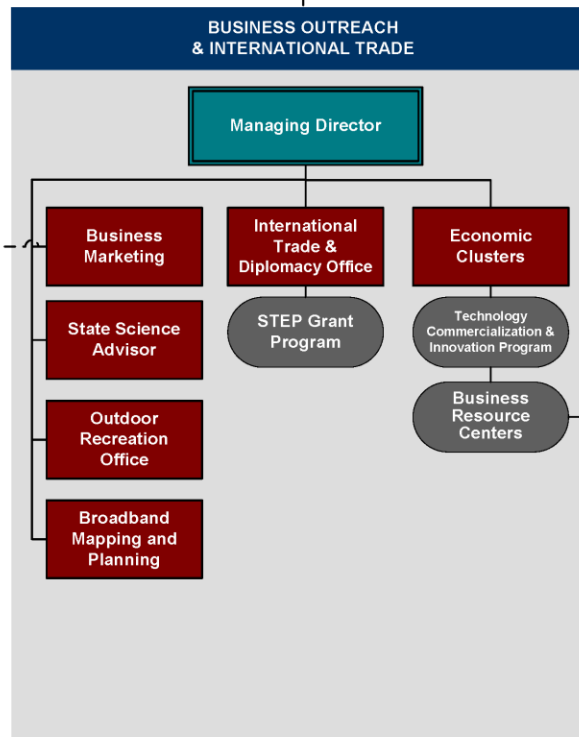 BUSINESS OUTREACH
& INTERNATIONAL TRADE
Managing Director
Business
Marketing
International
Trade &
Diplomacy Office
Economic
Clusters
State Science
Advisor
STEP Grant
Program
Technology
Commercialization &
Innovation Program
Business
Resource
Centers
Outdoor
Recreation
Office
Broadband
Mapping and
Planning